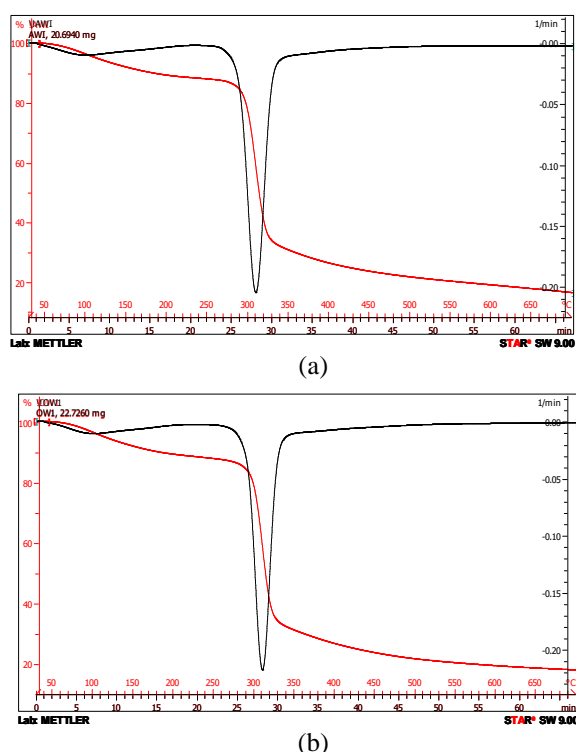 % 1/min
AWI, 20.6940 mg
100 -0.00
80 -0.05
60 -0.10
40 -0.15
20 -0.20
50 100 150 200 250 300 350 400 450 500 550 600 650 °C
0 5 10 15 20 25 30 35 40 45 50 55 60 min
Lab: METTLER STAR® SW 9.00
(a)
% 1/min
OW1, 22.7260 mg
100 -0.00
80 -0.05
60 -0.10
40 -0.15
20 -0.20
50 100 150 200 250 300 350 400 450 500 550 600 650 °C
0 5 10 15 20 25 30 35 40 45 50 55 60 min
Lab: METTLER STAR® SW 9.00
(b)